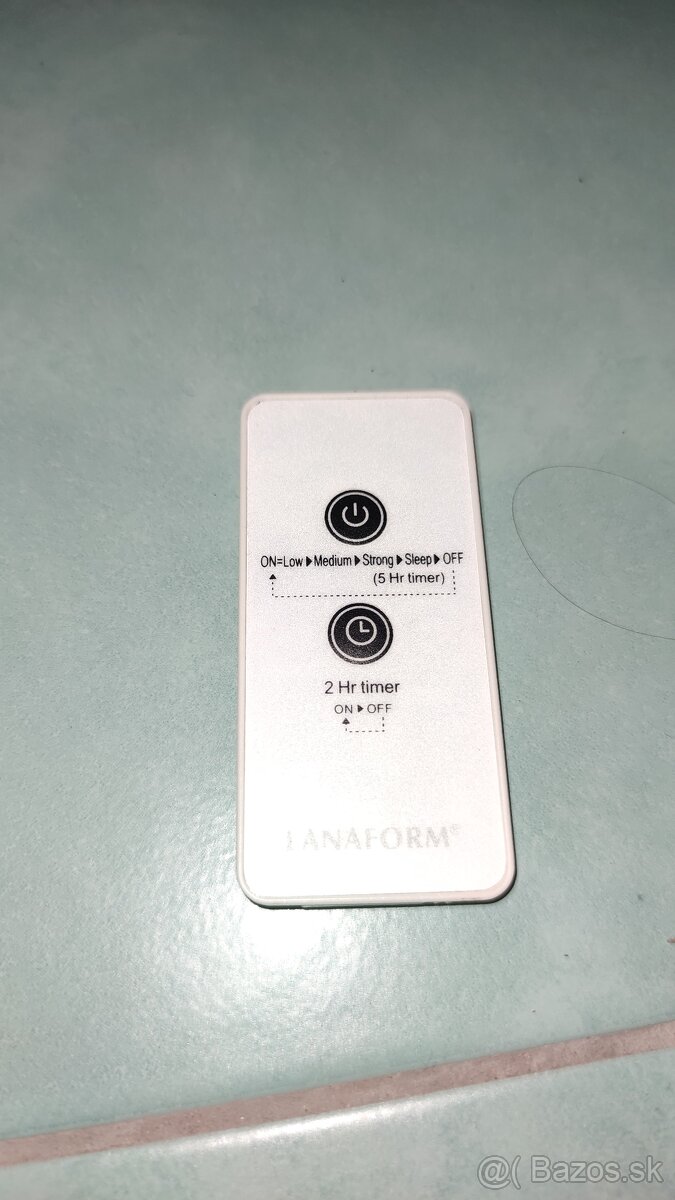 ON=Low▶Medium▶Strong▶Sleep▶OFF
(5 Hr timer)
2 Hr timer
ON▶OFF
LANAFORM®
@( Bazos.sk